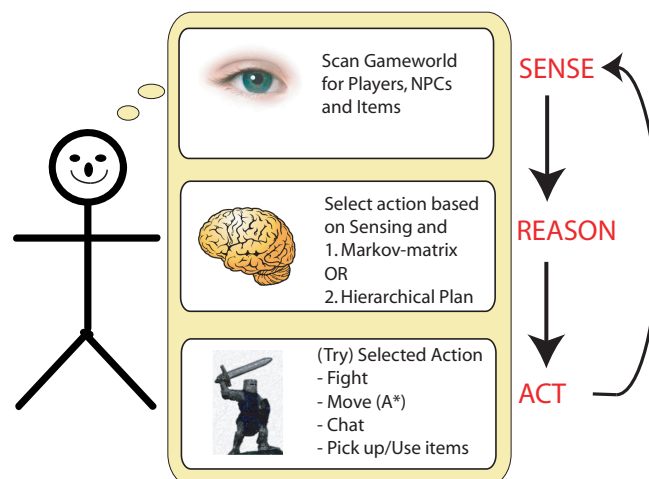 Scan Gameworld
for Players, NPCs
and Items
SENSE
Select action based
on Sensing and
1. Markov-matrix
OR
2. Hierarchical Plan
REASON
(Try) Selected Action
- Fight
- Move (A*)
- Chat
- Pick up/Use items
ACT